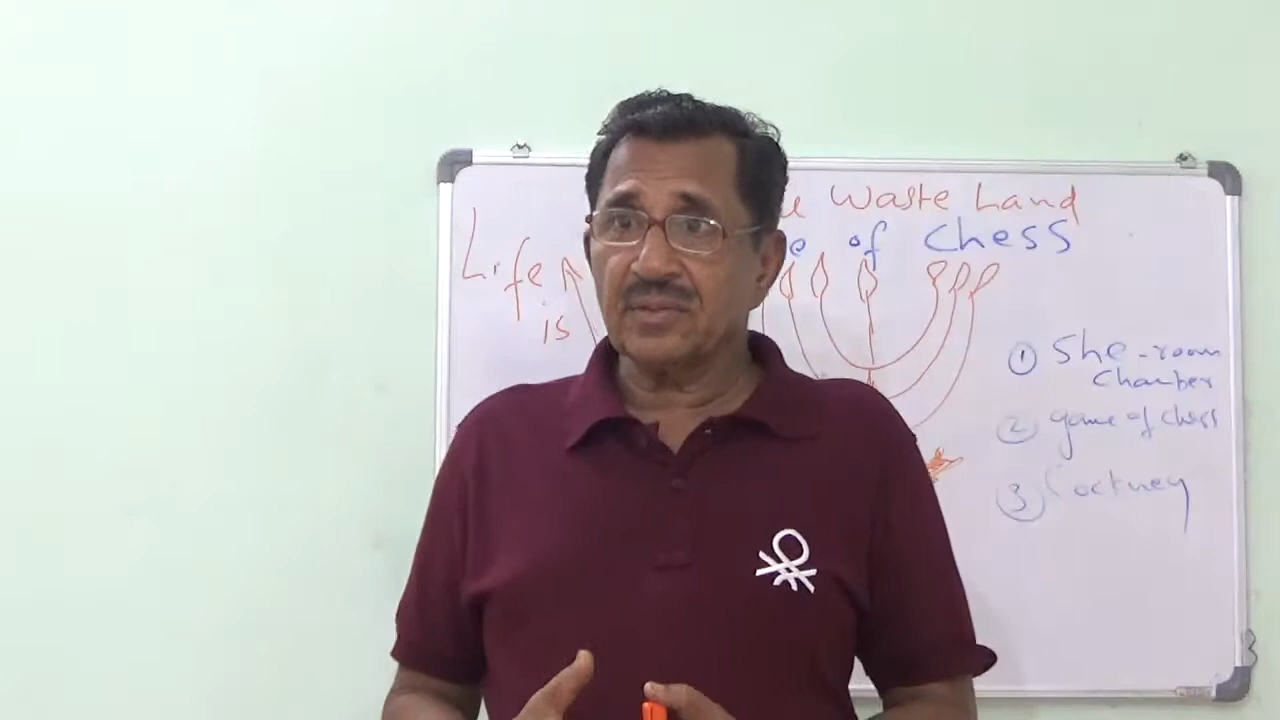 Waste Land
of Chess
Life
is
① She-room
Chamber
② game of chess
③ Cockney